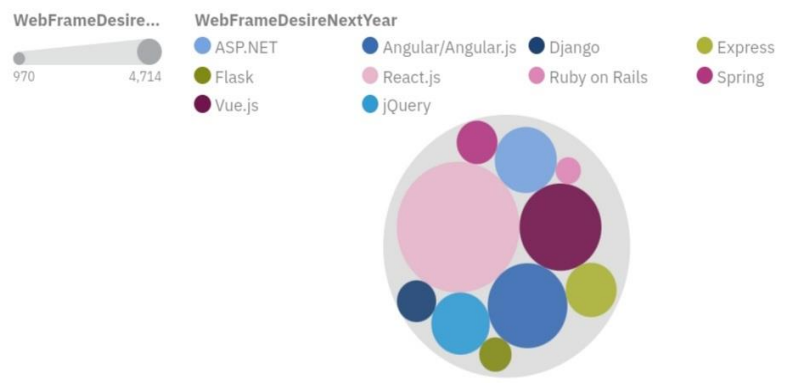 WebFrameDesire... WebFrameDesireNextYear
ASP.NET Angular/Angular.js Django Express
970 4,714 Flask React.js Ruby on Rails Spring
Vue.js jQuery